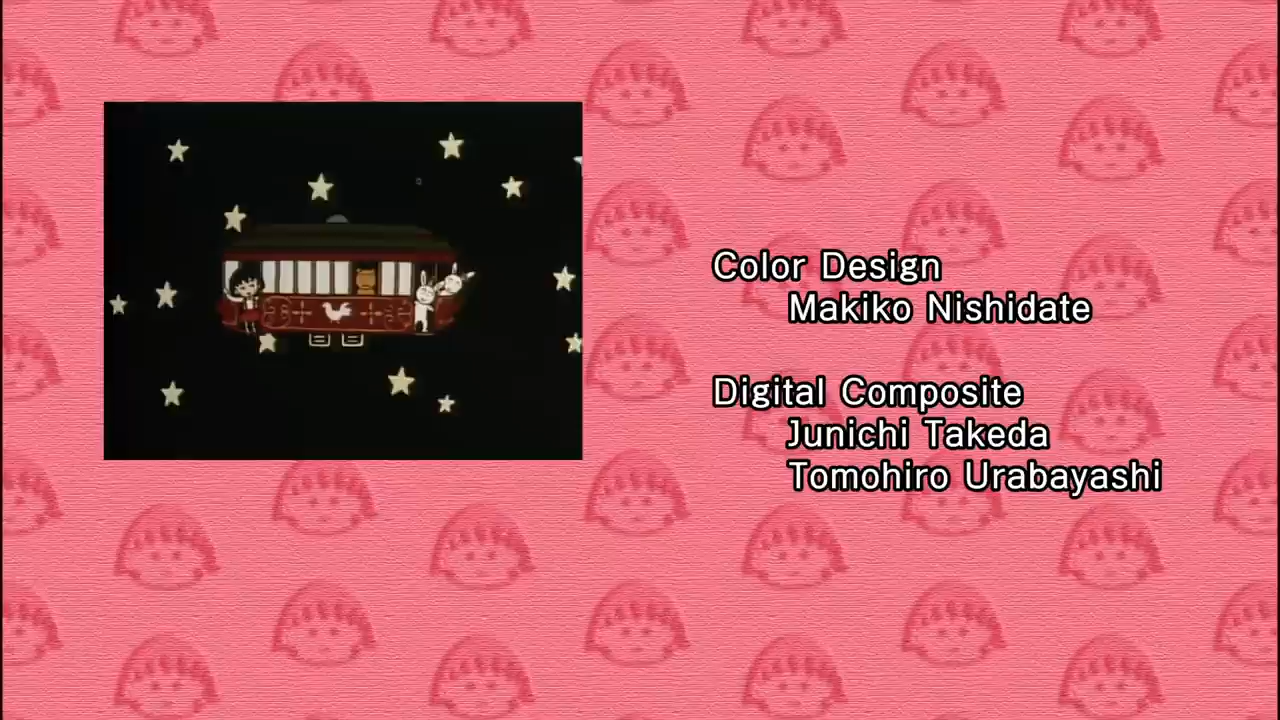 Color Design
Makiko Nishidate
Digital Composite
Junichi Takeda
Tomohiro Urabayashi